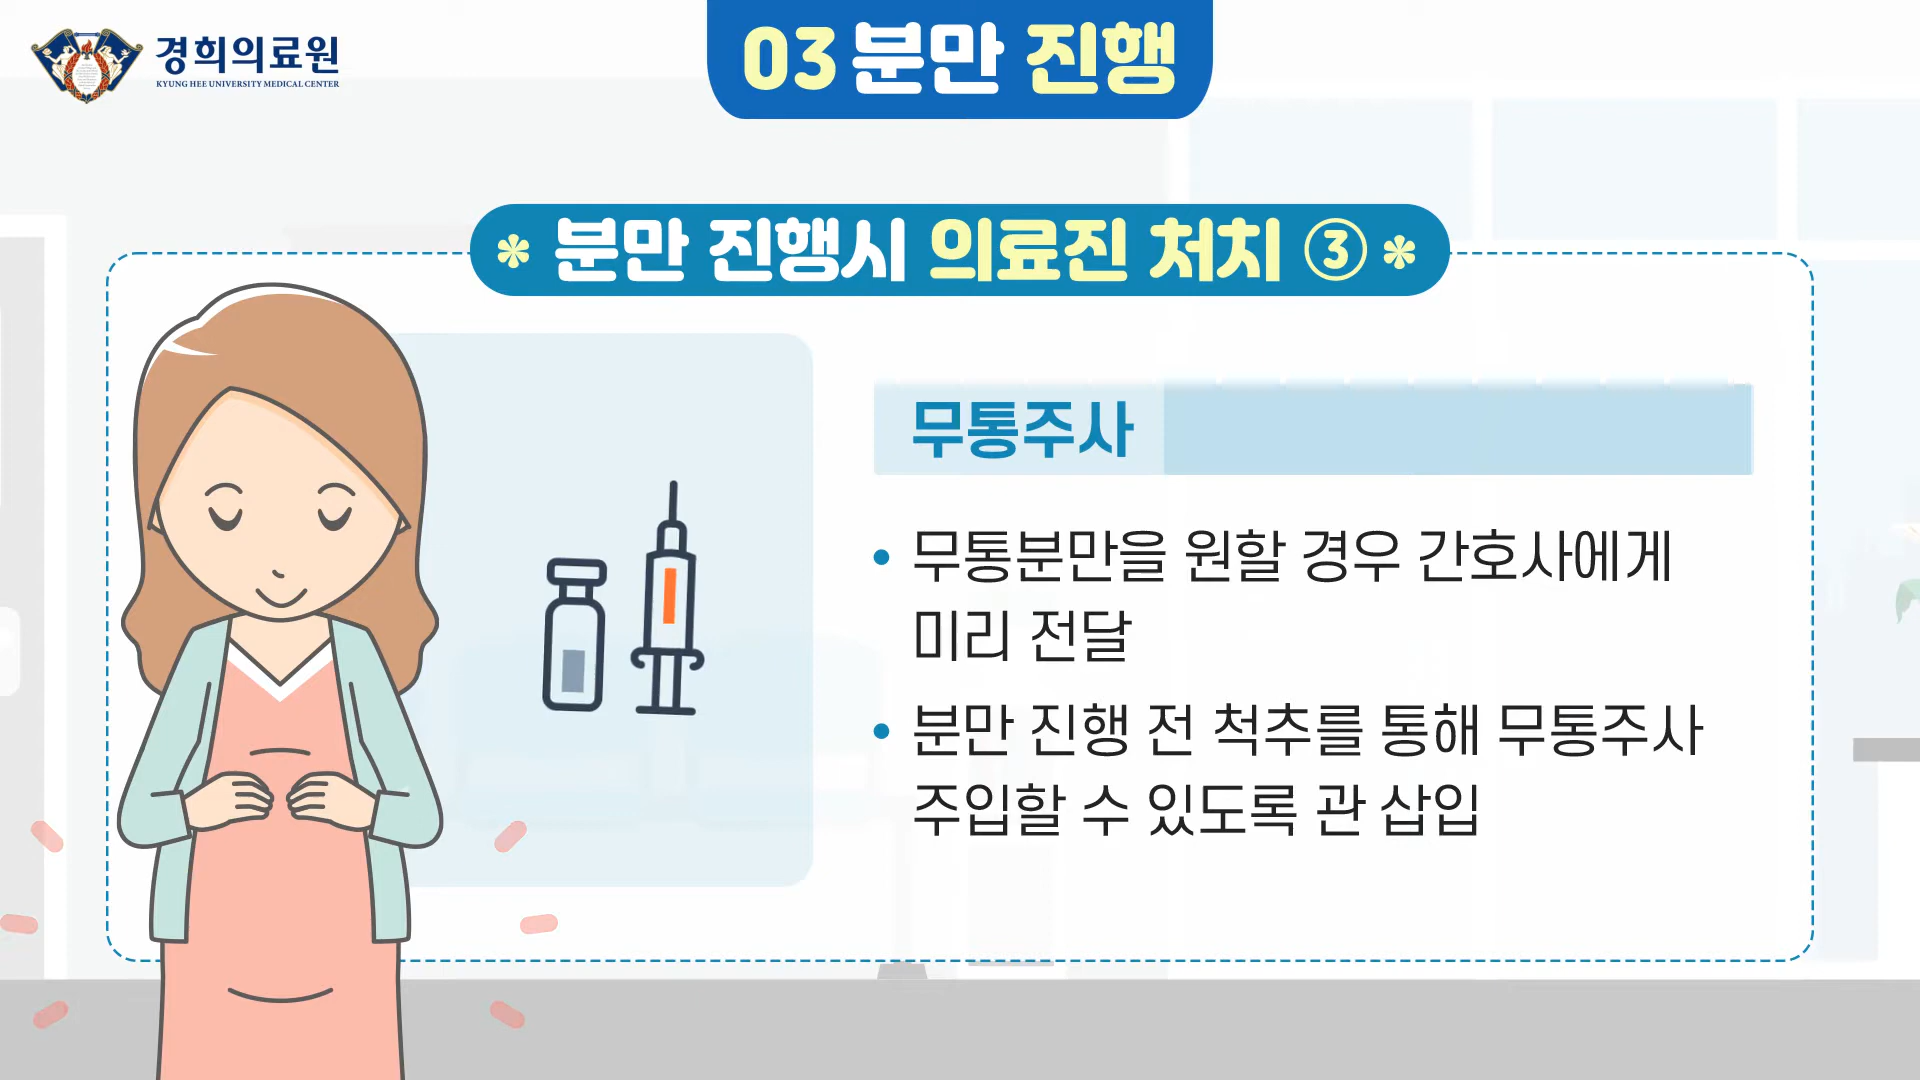 경희의료원
KYUNG HEE UNIVERSITY MEDICAL CENTER
03 분만 진행
* 분만 진행시 의료진 처치 ③ *
무통주사
• 무통분만을 원할 경우 간호사에게
미리 전달
• 분만 진행 전 척추를 통해 무통주사
주입할 수 있도록 관 삽입